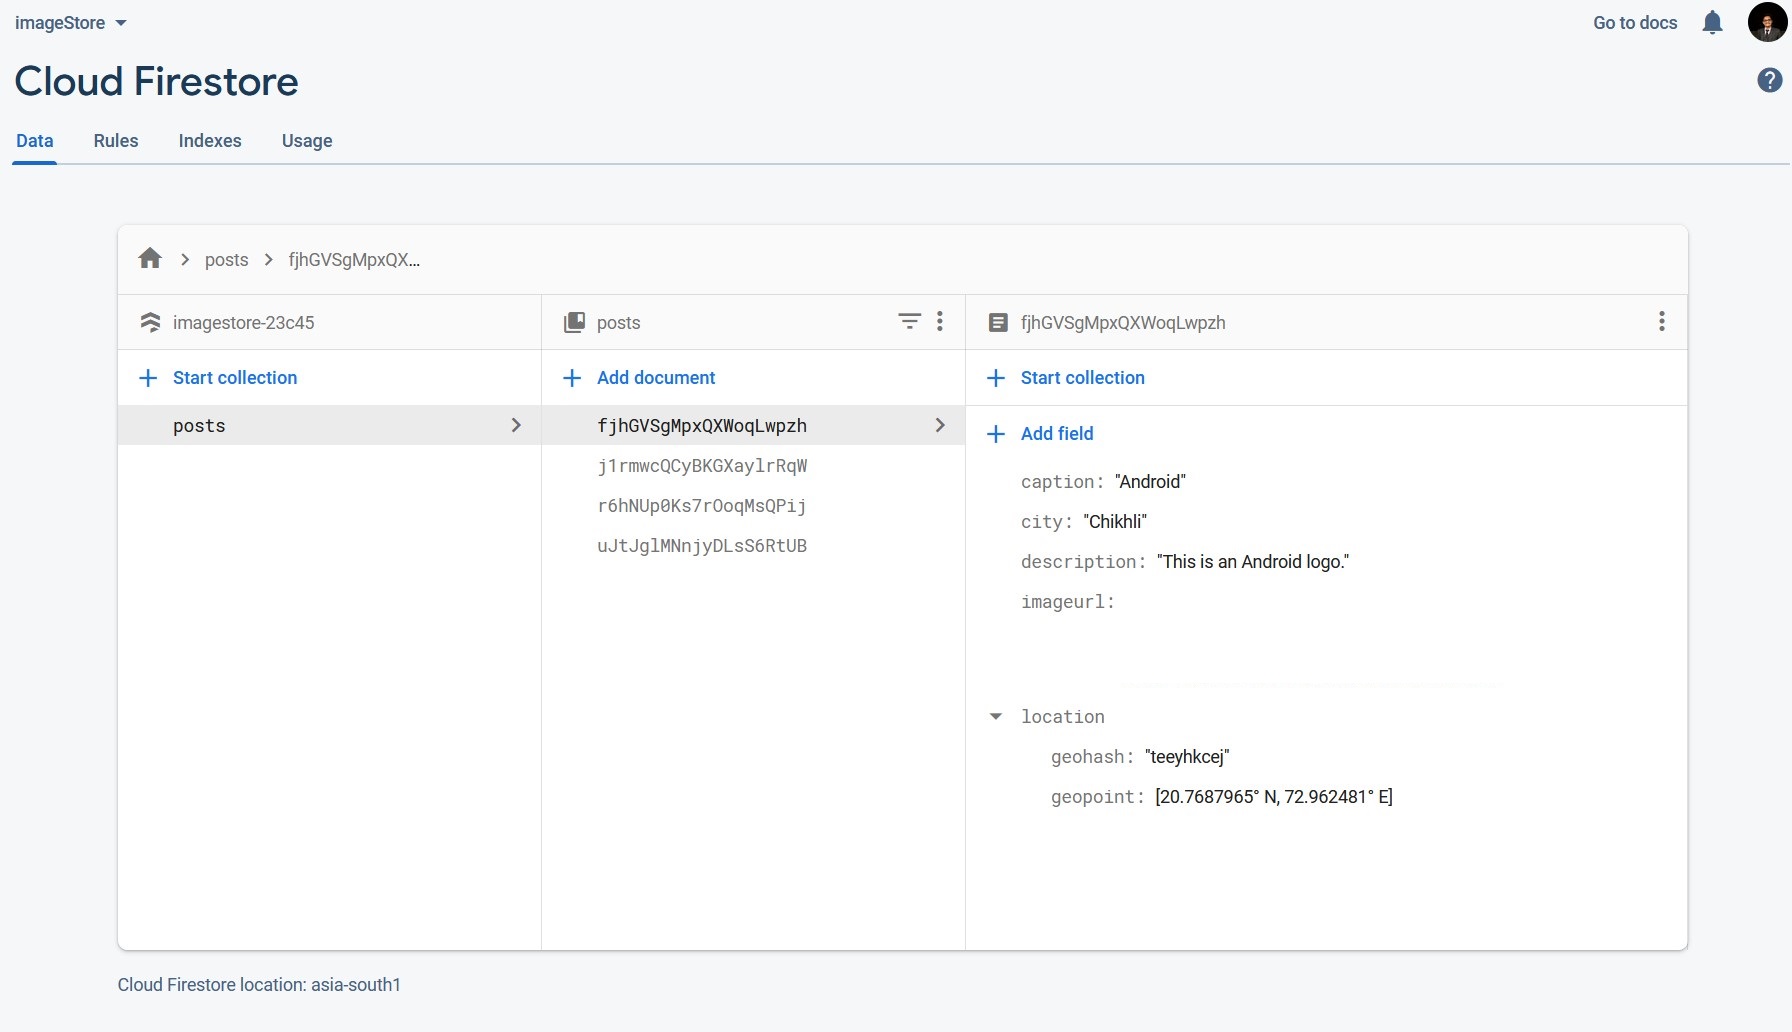 imageStore
Go to docs
Cloud Firestore
Data Rules Indexes Usage
posts fjhGVSgMpxQX...
imagestore-23c45
posts
fjhGVSgMpxQXWoqLwpzh
Start collection
Add document
Start collection
posts
fjhGVSgMpxQXWoqLwpzh
j1rmwcQCyBKGXaylrRqW
r6hNUp0Ks7rOoqMsQPij
uJtJglMNnjyDLsS6RtUB
Add field
caption: "Android"
city: "Chikhli"
description: "This is an Android logo."
imageurl:
location
geohash: "teeyhkcej"
geopoint: [20.7687965° N, 72.962481° E]
Cloud Firestore location: asia-south1